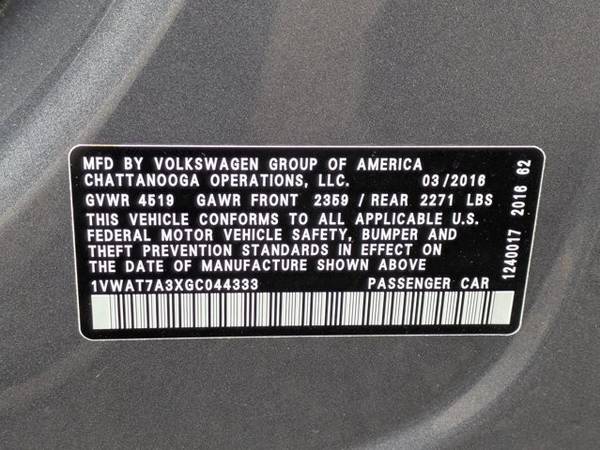 MFD BY VOLKSWAGEN GROUP OF AMERICA
CHATTANOOGA OPERATIONS, LLC. 03/2016
GVWR 4519 GAWR FRONT 2359 / REAR 2271 LBS
THIS VEHICLE CONFORMS TO ALL APPLICABLE U.S.
FEDERAL MOTOR VEHICLE SAFETY, BUMPER AND
THEFT PREVENTION STANDARDS IN EFFECT ON
THE DATE OF MANUFACTURE SHOWN ABOVE
1VWAT7A3XGC044333 PASSENGER CAR
1240017 2016 62